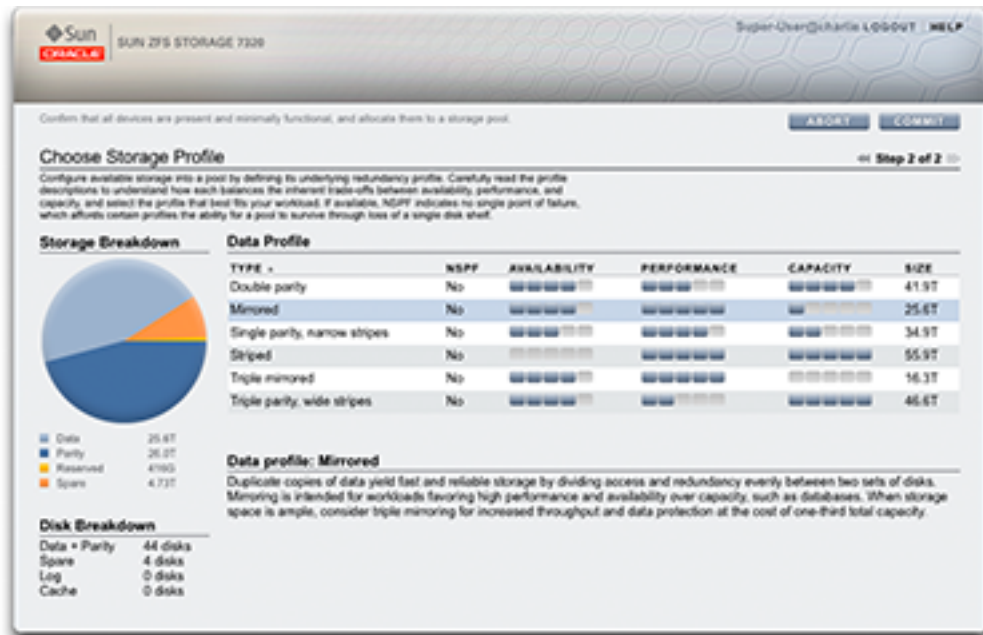 Sun
ORACLE
SUN ZFS STORAGE 7320
Super-User@charlie LOGOUT HELP
Confirm that all devices are present and minimally functional, and allocate them to a storage pool.
ABORT COMMIT
Choose Storage Profile
Step 2 of 2
Configure available storage into a pool by defining its underlying redundancy profile. Carefully read the profile
descriptions to understand how each balances the inherent trade-offs between availability, performance, and
capacity, and select the profile that best fits your workload. If available, NSPF indicates no single point of failure,
which affords certain profiles the ability for a pool to survive through loss of a single disk shelf.
Storage Breakdown
Data 25.6T
Parity 26.0T
Reserved 419G
Spare 4.73T
Disk Breakdown
Data + Parity 44 disks
Spare 4 disks
Log 0 disks
Cache 0 disks
Data Profile
TYPE NSPF AVAILABILITY PERFORMANCE CAPACITY SIZE
Double parity No 41.9T
Mirrored No 25.6T
Single parity, narrow stripes No 34.9T
Striped No 55.9T
Triple mirrored No 16.3T
Triple parity, wide stripes No 46.6T
Data profile: Mirrored
Duplicate copies of data yield fast and reliable storage by dividing access and redundancy evenly between two sets of disks.
Mirroring is intended for workloads favoring high performance and availability over capacity, such as databases. When storage
space is ample, consider triple mirroring for increased throughput and data protection at the cost of one-third total capacity.